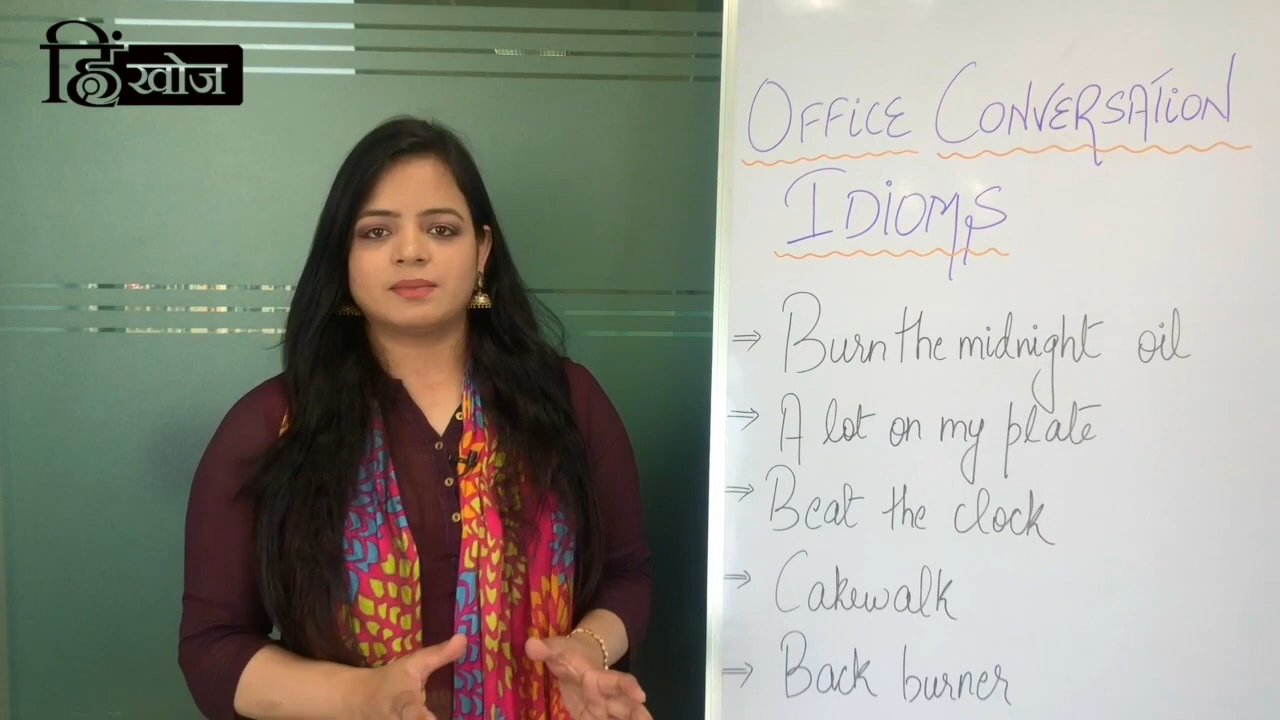 हिंखोज
OFFiCE CONVERSATION
IDiOMS
⇒ Burn the midnight oil
⇒ A lot on my plate
⇒ Beat the clock
⇒ Cakewalk
⇒ Back burner